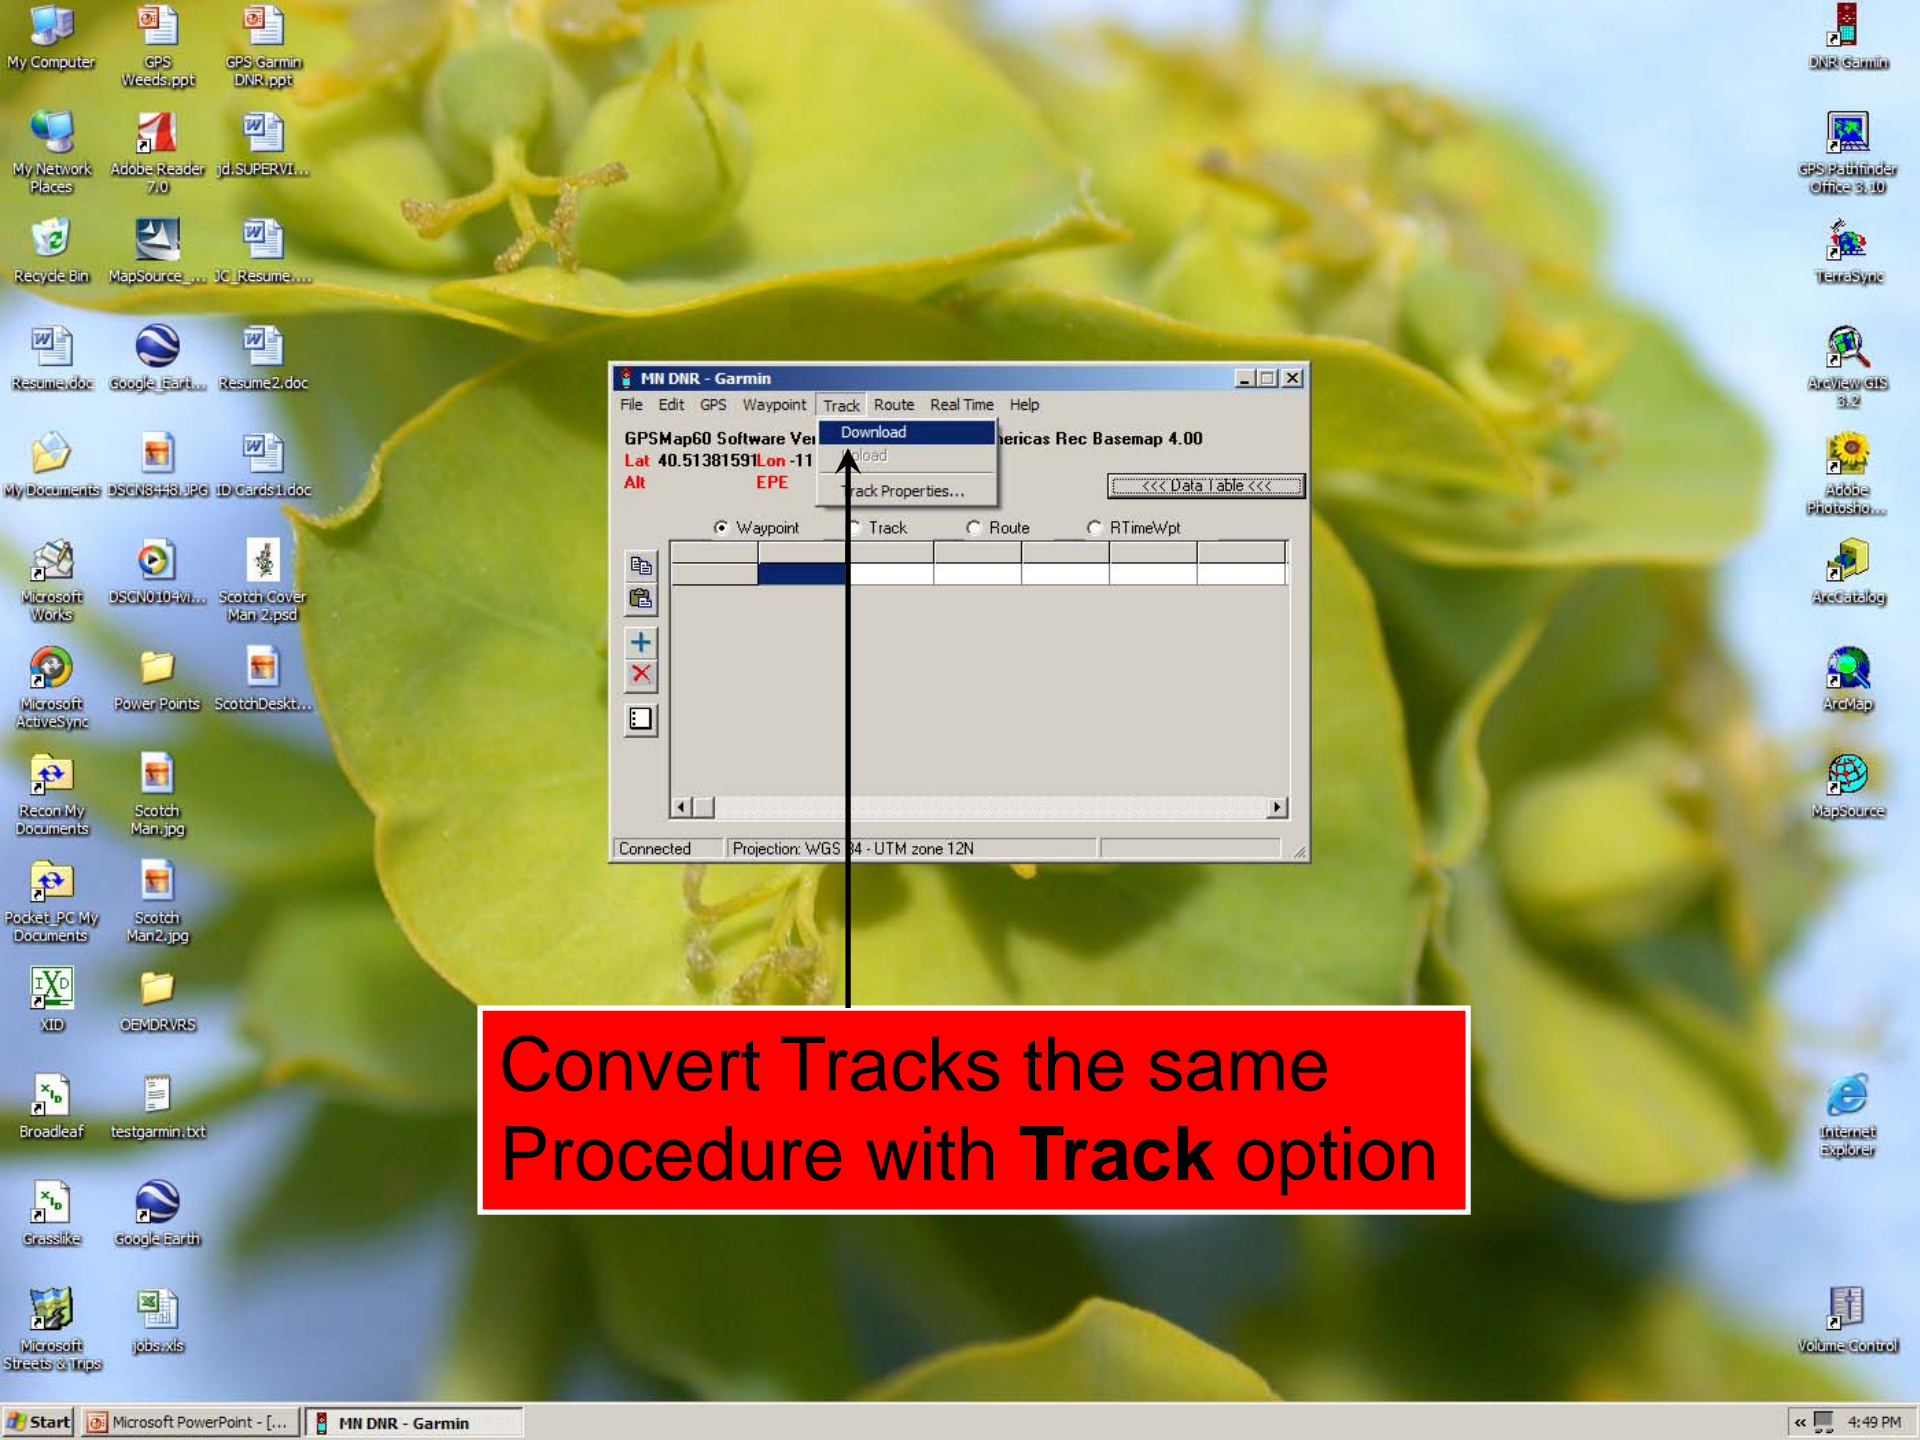 My Computer
GPS
Weeds.ppt
GPS Garmin
DNR.ppt
My Network
Places
Adobe Reader
7.0
jd.SUPERVI...
Recycle Bin
MapSource_...
JC_Resume....
Resume.doc
Google_Eart...
Resume2.doc
My Documents
DSCN8448.JPG
ID Cards1.doc
Microsoft
Works
DSCN0104vi...
Scotch Cover
Man 2.psd
Microsoft
ActiveSync
Power Points
ScotchDeskt...
Recon My
Documents
Scotch
Man.jpg
Pocket_PC My
Documents
Scotch
Man2.jpg
XID
OEMDRVRS
Broadleaf
testgarmin.txt
Grasslike
Google Earth
Microsoft
Streets & Trips
jobs.xls
MN DNR - Garmin
File Edit GPS Waypoint Track Route Real Time Help
GPSMap60 Software Ver
ericas Rec Basemap 4.00
Lat 40.51381591 Lon -11
Alt EPE
Download
Track Properties...
<<< Data Table <<<
Waypoint Track Route RTimeWpt
Connected
Projection: WGS 84 - UTM zone 12N
Convert Tracks the same
Procedure with Track option
DNR Garmin
GPS Pathfinder
Office 3.10
TerraSync
ArcView GIS
3.2
Adobe
Photosho...
ArcCatalog
ArcMap
MapSource
Internet
Explorer
Volume Control
Start
Microsoft PowerPoint - [...
MN DNR - Garmin
4:49 PM